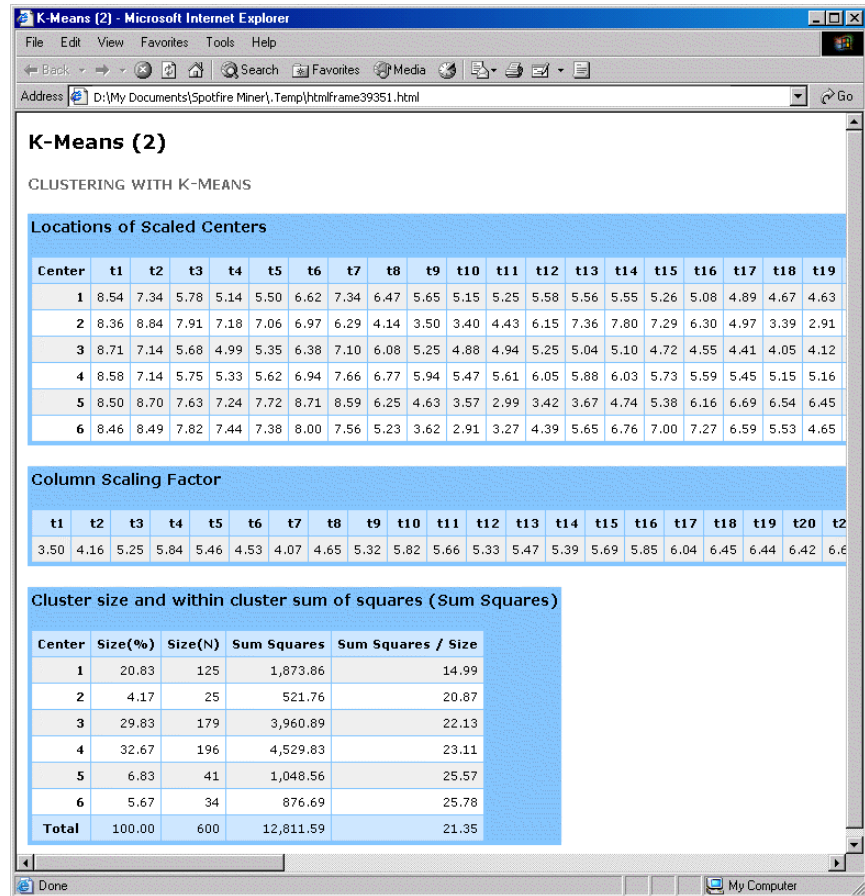 K-Means (2) - Microsoft Internet Explorer
File Edit View Favorites Tools Help
Back Search Favorites Media
Address D:\My Documents\Spotfire Miner\.Temp\htmlframe39351.html Go
K-Means (2)
CLUSTERING WITH K-MEANS
Locations of Scaled Centers
Center t1 t2 t3 t4 t5 t6 t7 t8 t9 t10 t11 t12 t13 t14 t15 t16 t17 t18 t19
1 8.54 7.34 5.78 5.14 5.50 6.62 7.34 6.47 5.65 5.15 5.25 5.58 5.56 5.55 5.26 5.08 4.89 4.67 4.63
2 8.36 8.84 7.91 7.18 7.06 6.97 6.29 4.14 3.50 3.40 4.43 6.15 7.36 7.80 7.29 6.30 4.97 3.39 2.91
3 8.71 7.14 5.68 4.99 5.35 6.38 7.10 6.08 5.25 4.88 4.94 5.25 5.04 5.10 4.72 4.55 4.41 4.05 4.12
4 8.58 7.14 5.75 5.33 5.62 6.94 7.66 6.77 5.94 5.47 5.61 6.05 5.88 6.03 5.73 5.59 5.45 5.15 5.16
5 8.50 8.70 7.63 7.24 7.72 8.71 8.59 6.25 4.63 3.57 2.99 3.42 3.67 4.74 5.38 6.16 6.69 6.54 6.45
6 8.46 8.49 7.82 7.44 7.38 8.00 7.56 5.23 3.62 2.91 3.27 4.39 5.65 6.76 7.00 7.27 6.59 5.53 4.65
Column Scaling Factor
t1 t2 t3 t4 t5 t6 t7 t8 t9 t10 t11 t12 t13 t14 t15 t16 t17 t18 t19 t20
3.50 4.16 5.25 5.84 5.46 4.53 4.07 4.65 5.32 5.82 5.66 5.33 5.47 5.39 5.69 5.85 6.04 6.45 6.44 6.42
Cluster size and within cluster sum of squares (Sum Squares)
Center Size(%) Size(N) Sum Squares Sum Squares / Size
1 20.83 125 1,873.86 14.99
2 4.17 25 521.76 20.87
3 29.83 179 3,960.89 22.13
4 32.67 196 4,529.83 23.11
5 6.83 41 1,048.56 25.57
6 5.67 34 876.69 25.78
Total 100.00 600 12,811.59 21.35
Done My Computer